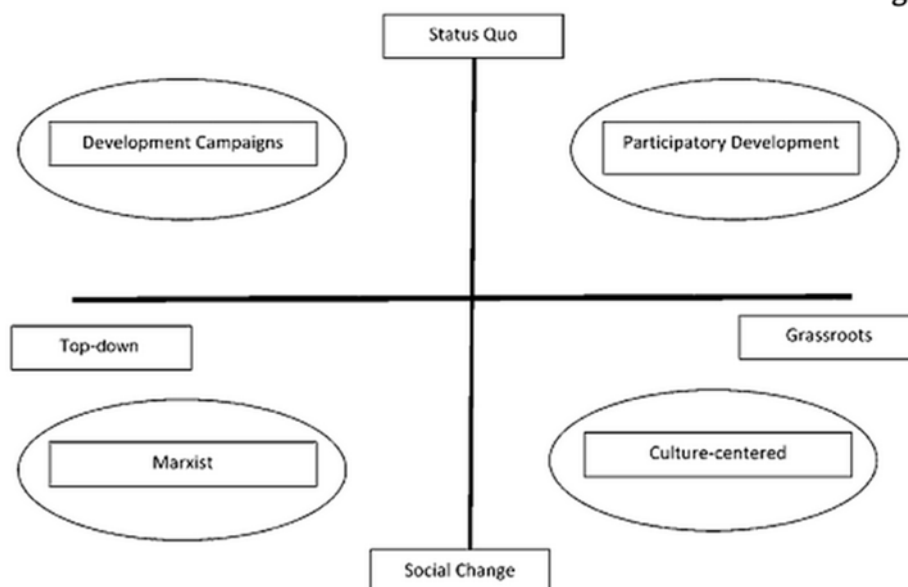 Status Quo
Development Campaigns
Participatory Development
Top-down
Grassroots
Marxist
Culture-centered
Social Change